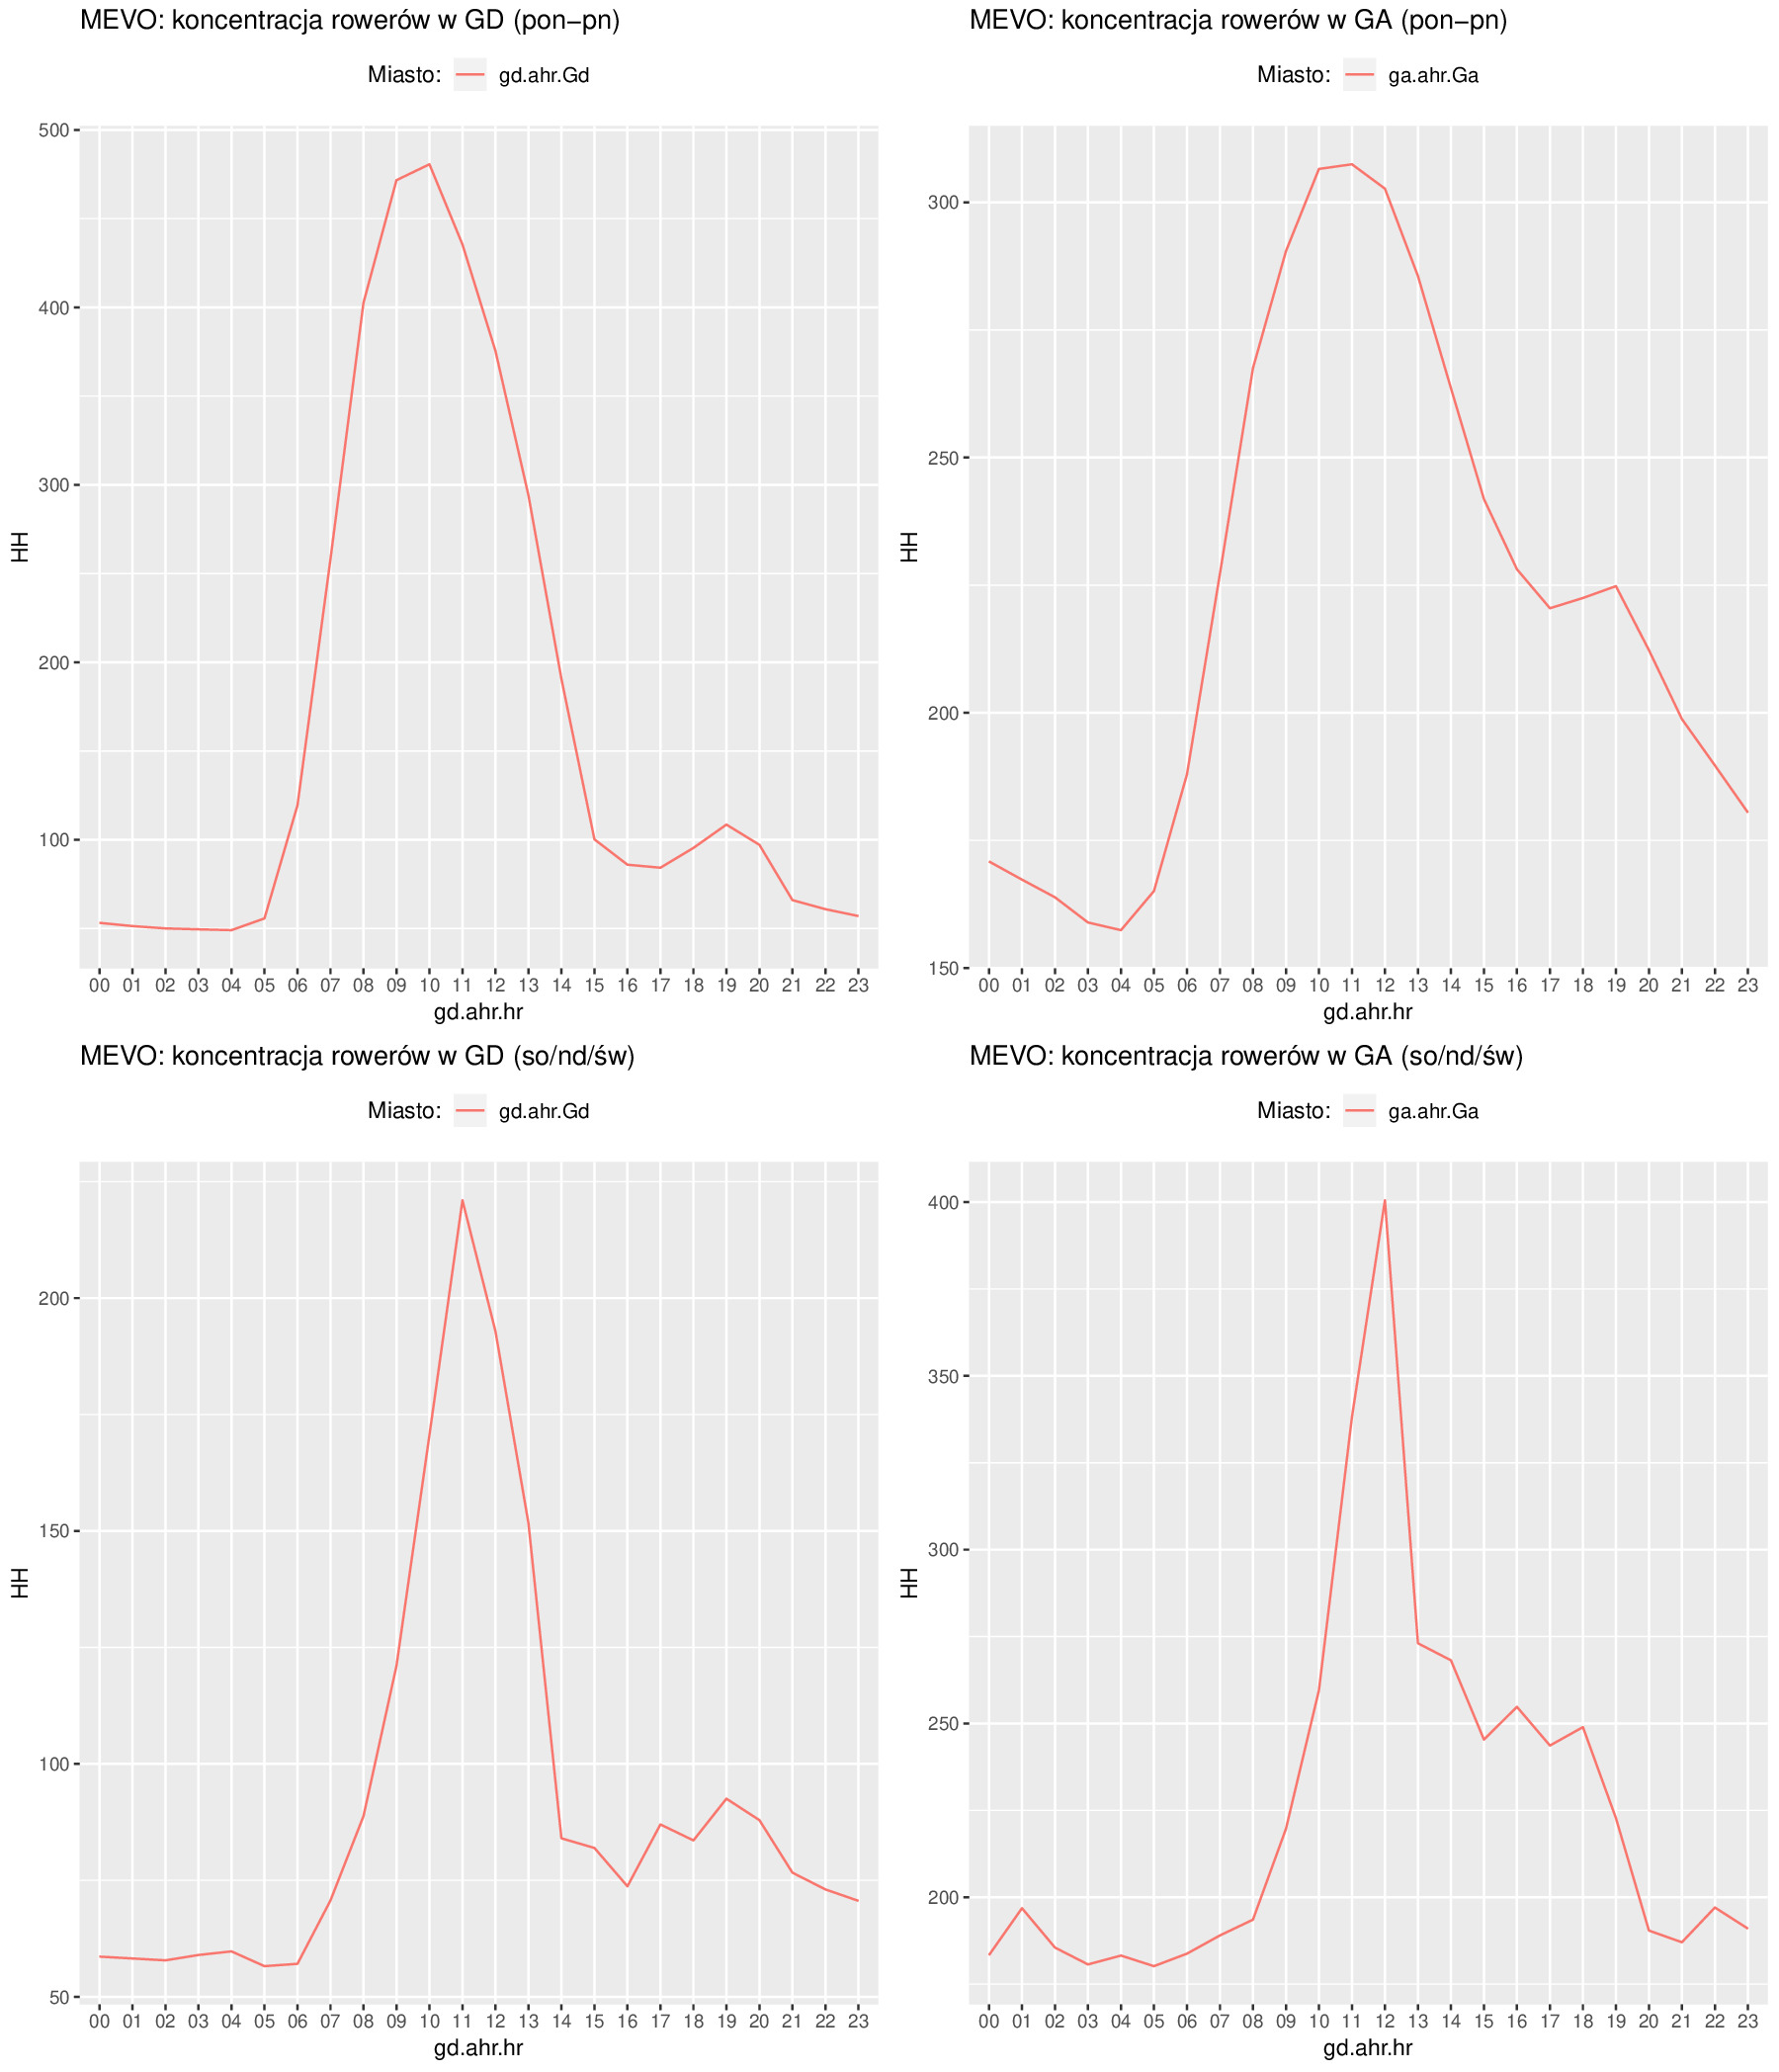 MEVO: koncentracja rowerów w GD (pon−pn)
Miasto: gd.ahr.Gd
500
400
300
200
100
HH
00 01 02 03 04 05 06 07 08 09 10 11 12 13 14 15 16 17 18 19 20 21 22 23
gd.ahr.hr
MEVO: koncentracja rowerów w GA (pon−pn)
Miasto: ga.ahr.Ga
300
250
200
150
HH
00 01 02 03 04 05 06 07 08 09 10 11 12 13 14 15 16 17 18 19 20 21 22 23
gd.ahr.hr
MEVO: koncentracja rowerów w GD (so/nd/św)
Miasto: gd.ahr.Gd
200
150
100
50
HH
00 01 02 03 04 05 06 07 08 09 10 11 12 13 14 15 16 17 18 19 20 21 22 23
gd.ahr.hr
MEVO: koncentracja rowerów w GA (so/nd/św)
Miasto: ga.ahr.Ga
400
350
300
250
200
HH
00 01 02 03 04 05 06 07 08 09 10 11 12 13 14 15 16 17 18 19 20 21 22 23
gd.ahr.hr